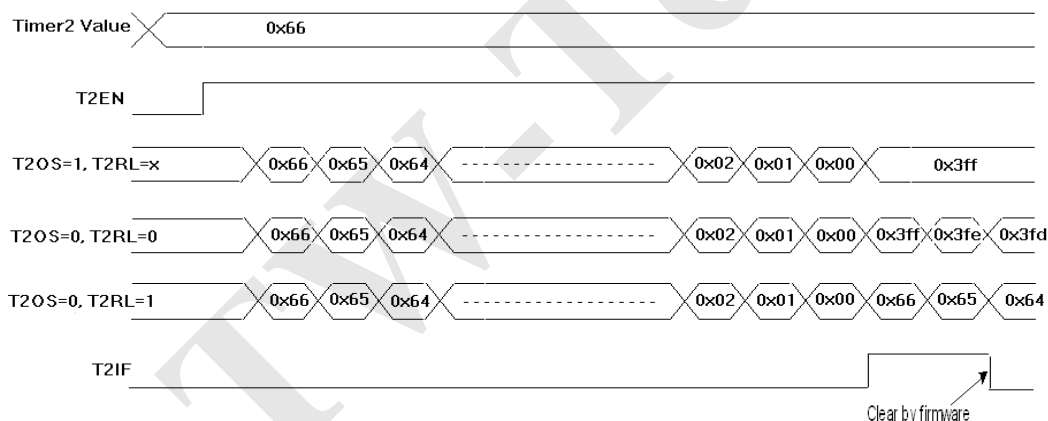 Timer2 Value 0x66
T2EN
T2OS=1, T2RL=x 0x66 0x65 0x64 0x02 0x01 0x00 0x3ff
T2OS=0, T2RL=0 0x66 0x65 0x64 0x02 0x01 0x00 0x3ff 0x3fe 0x3fd
T2OS=0, T2RL=1 0x66 0x65 0x64 0x02 0x01 0x00 0x66 0x65 0x64
T2IF
Clear by firmware